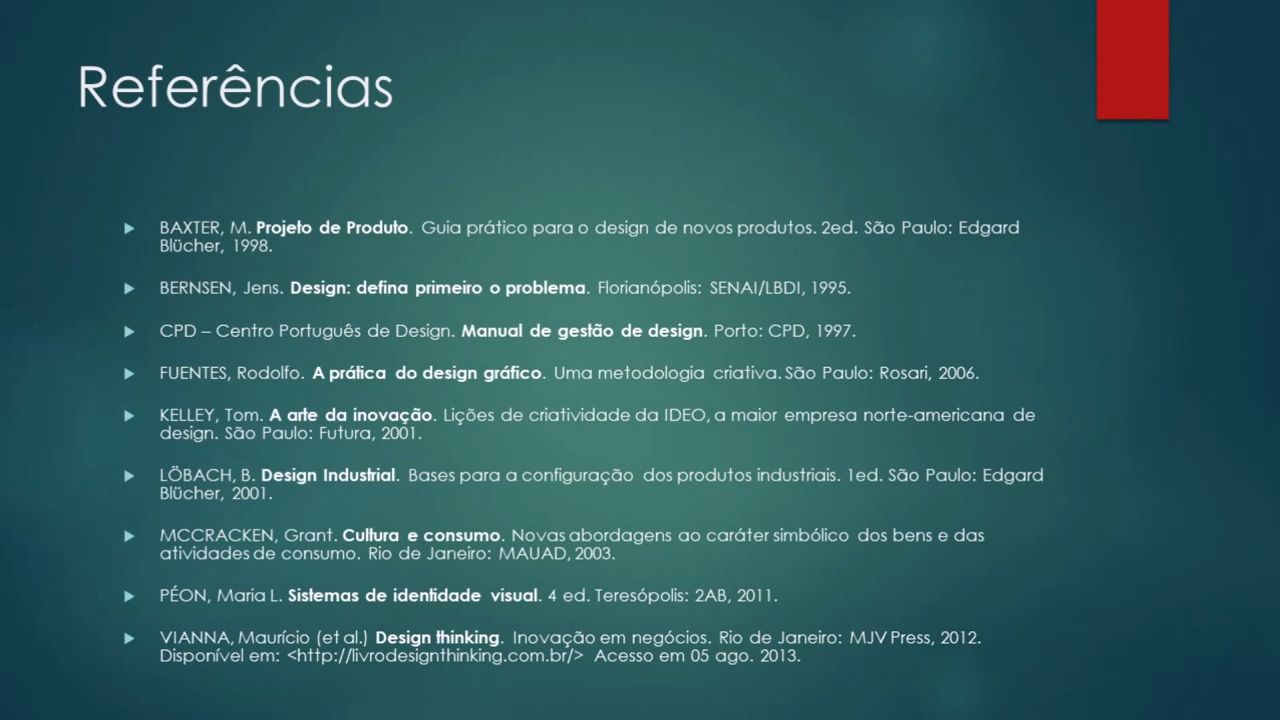 Referências
BAXTER, M. Projeto de Produto. Guia prático para o design de novos produtos. 2ed. São Paulo: Edgard
Blücher, 1998.
BERNSEN, Jens. Design: defina primeiro o problema. Florianópolis: SENAI/LBDI, 1995.
CPD – Centro Português de Design. Manual de gestão de design. Porto: CPD, 1997.
FUENTES, Rodolfo. A prática do design gráfico. Uma metodologia criativa. São Paulo: Rosari, 2006.
KELLEY, Tom. A arte da inovação. Lições de criatividade da IDEO, a maior empresa norte-americana de
design. São Paulo: Futura, 2001.
LÖBACH, B. Design Industrial. Bases para a configuração dos produtos industriais. 1ed. São Paulo: Edgard
Blücher, 2001.
MCCRACKEN, Grant. Cultura e consumo. Novas abordagens ao caráter simbólico dos bens e das
atividades de consumo. Rio de Janeiro: MAUAD, 2003.
PÉON, Maria L. Sistemas de identidade visual. 4 ed. Teresópolis: 2AB, 2011.
VIANNA, Maurício (et al.) Design thinking. Inovação em negócios. Rio de Janeiro: MJV Press, 2012.
Disponível em: <http://livrodesignthinking.com.br/> Acesso em 05 ago. 2013.